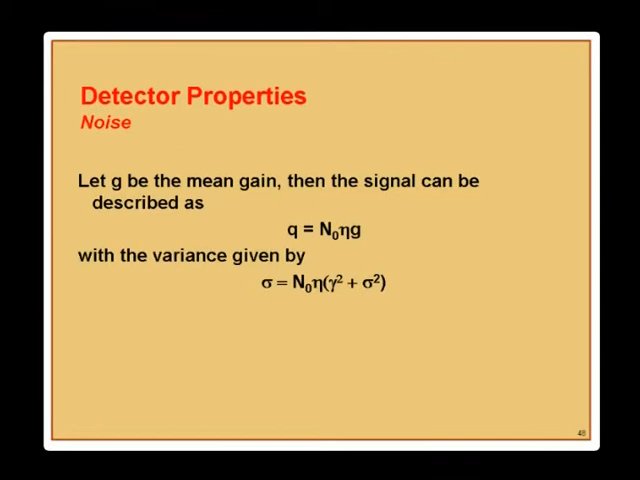 Detector Properties
Noise
Let g be the mean gain, then the signal can be
described as
q = N₀ηg
with the variance given by
σ = N₀η(γ² + σ²)
48